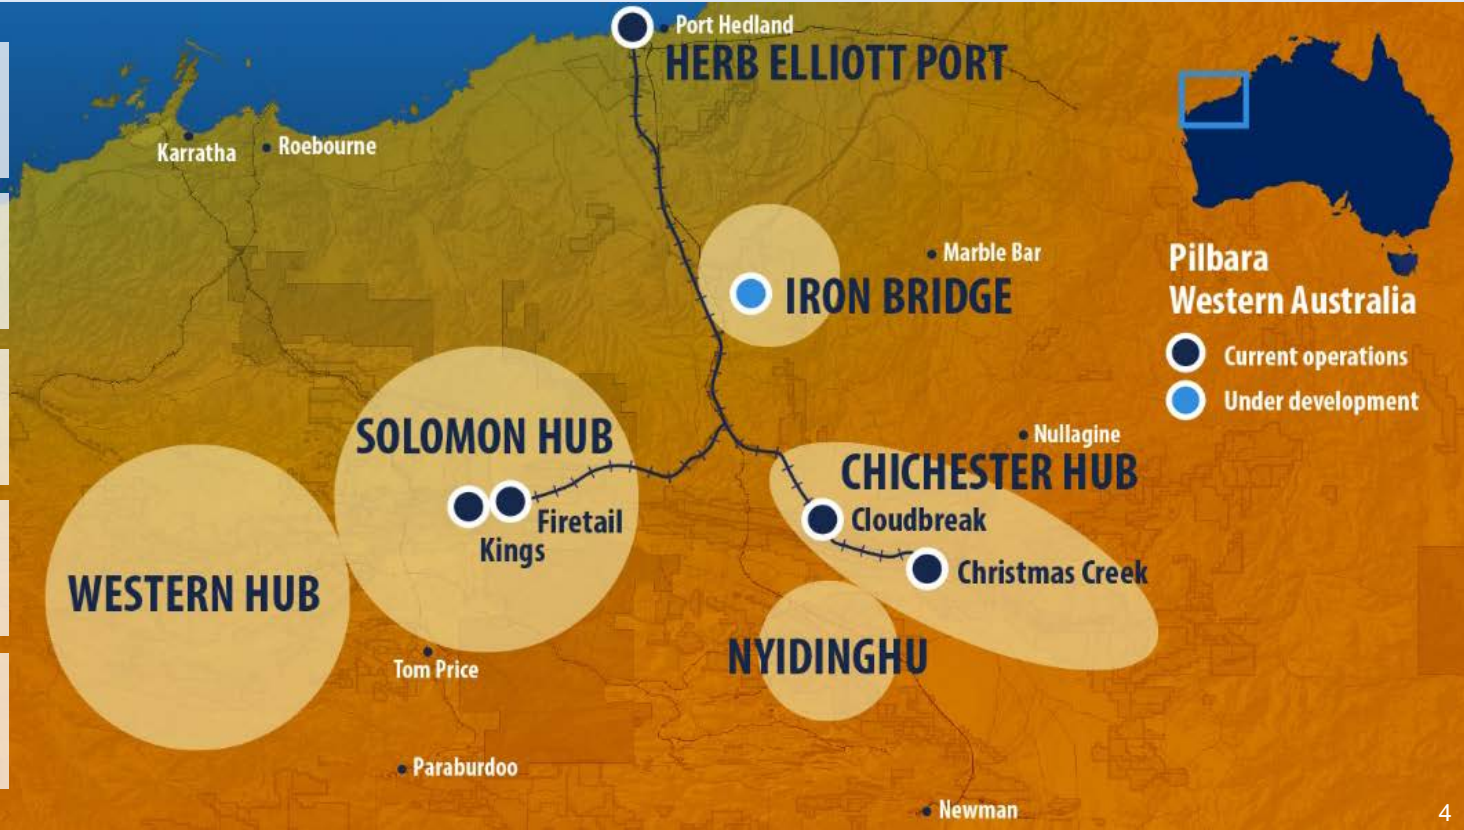 Port Hedland
HERB ELLIOTT PORT
Karratha
Roebourne
Marble Bar
IRON BRIDGE
Pilbara
Western Australia
Current operations
Under development
SOLOMON HUB
Firetail
Kings
Nullagine
CHICHESTER HUB
Cloudbreak
Christmas Creek
WESTERN HUB
NYIDINGHU
Tom Price
Paraburdoo
Newman
4